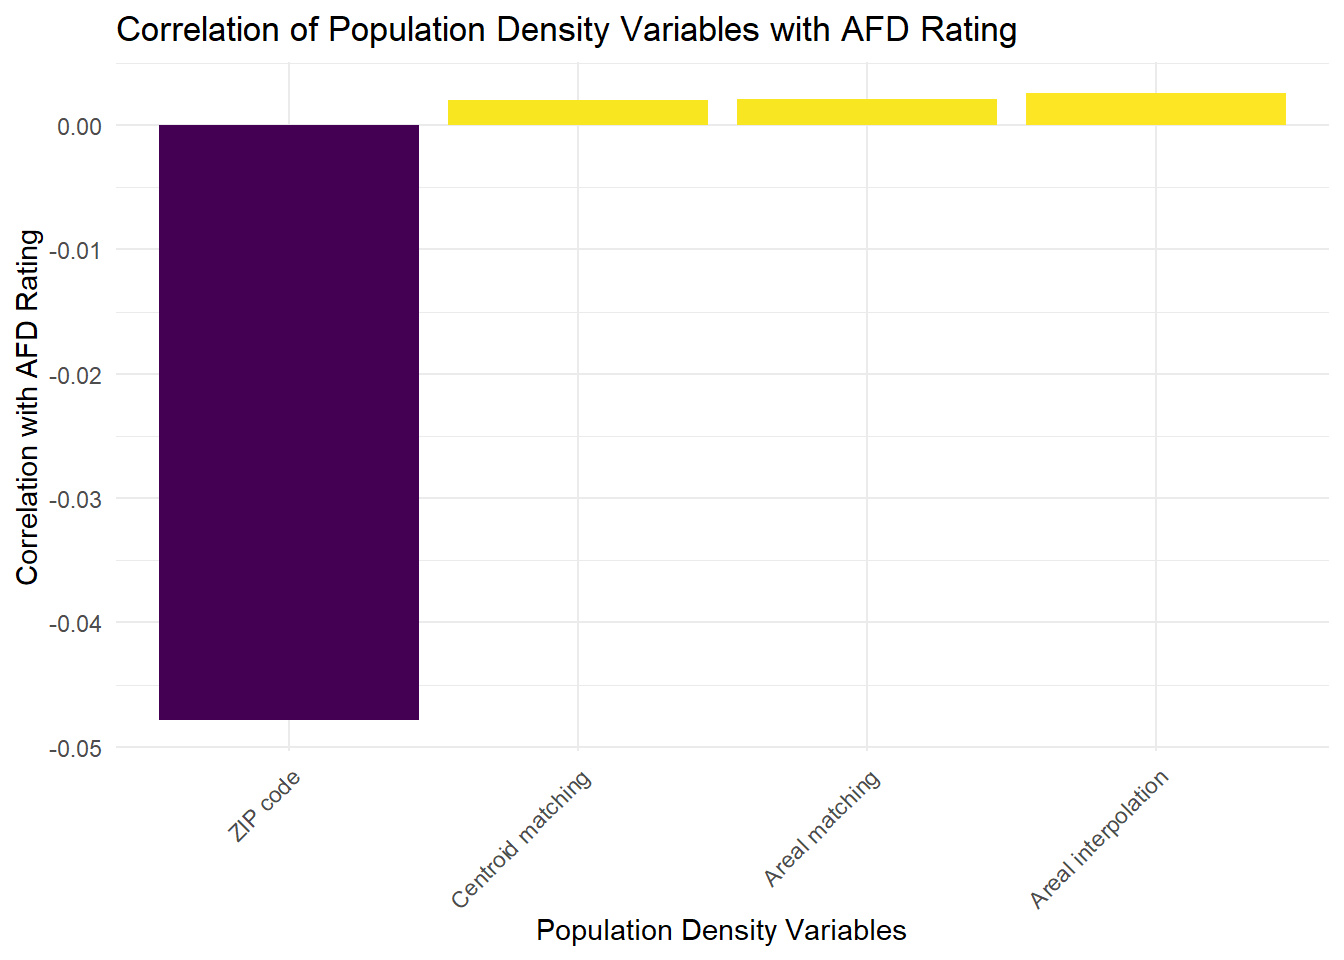 Correlation of Population Density Variables with AFD Rating
Correlation with AFD Rating
0.00
-0.01
-0.02
-0.03
-0.04
-0.05
ZIP code
Centroid matching
Areal matching
Areal interpolation
Population Density Variables